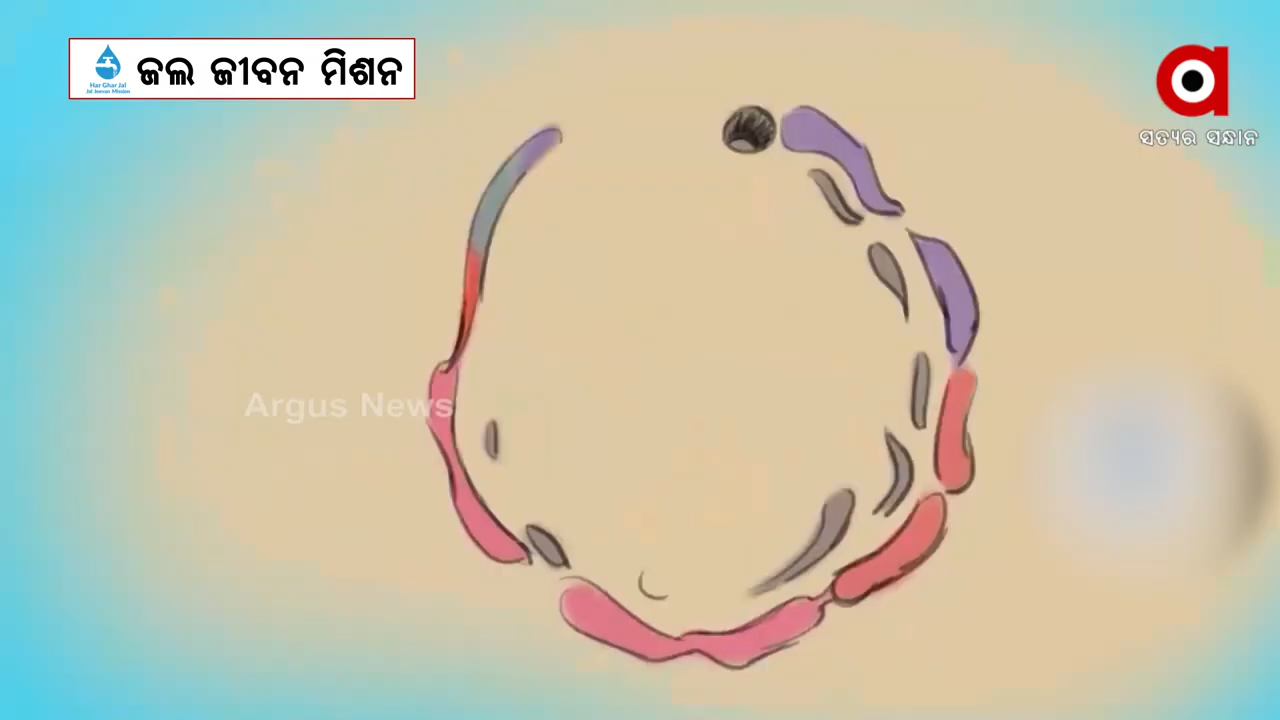 ଜଲ ଜୀବନ ମିଶନ
Har Ghar Jal
Jal Jeevan Mission
ସତ୍ୟର ସନ୍ଧାନ
Argus News